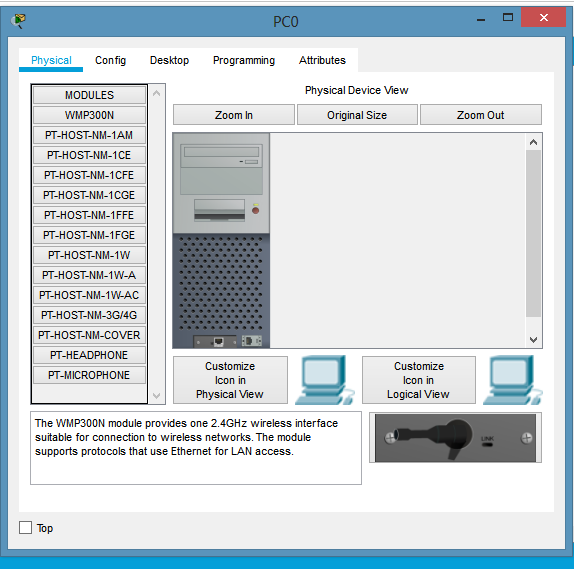 PC0
Physical Config Desktop Programming Attributes
MODULES
WMP300N
PT-HOST-NM-1AM
PT-HOST-NM-1CE
PT-HOST-NM-1CFE
PT-HOST-NM-1CGE
PT-HOST-NM-1FFE
PT-HOST-NM-1FGE
PT-HOST-NM-1W
PT-HOST-NM-1W-A
PT-HOST-NM-1W-AC
PT-HOST-NM-3G/4G
PT-HOST-NM-COVER
PT-HEADPHONE
PT-MICROPHONE
Physical Device View
Zoom In Original Size Zoom Out
Customize
Icon in
Physical View
Customize
Icon in
Logical View
The WMP300N module provides one 2.4GHz wireless interface
suitable for connection to wireless networks. The module
supports protocols that use Ethernet for LAN access.
LINK
Top